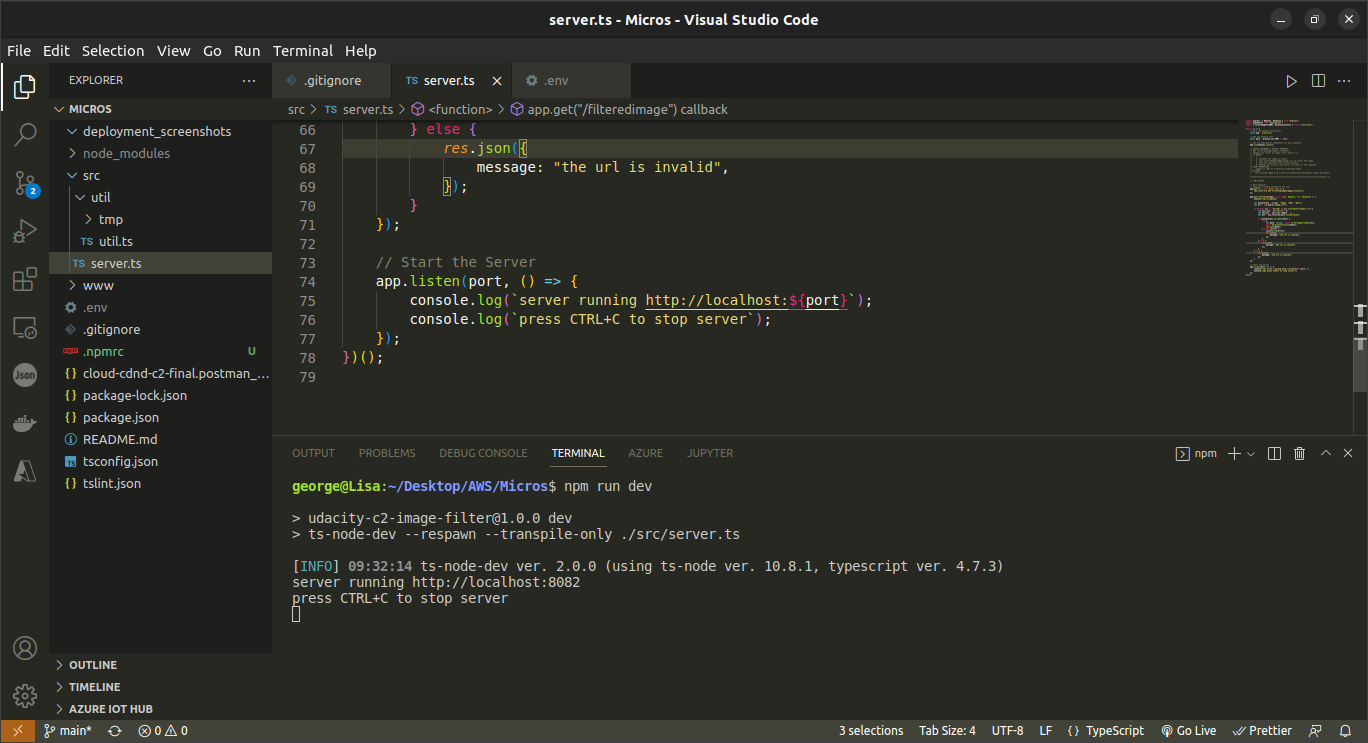 server.ts - Micros - Visual Studio Code
File Edit Selection View Go Run Terminal Help
EXPLORER
MICROS
deployment_screenshots
node_modules
src
util
tmp
TS util.ts
TS server.ts
www
.env
.gitignore
.npmrc U
{} cloud-cdnd-c2-final.postman_...
{} package-lock.json
{} package.json
README.md
TS tsconfig.json
{} tslint.json
OUTLINE
TIMELINE
AZURE IOT HUB
2
Json
.gitignore TS server.ts .env
src > TS server.ts > <function> > app.get("/filteredimage") callback
66 } else {
67 res.json({
68 message: "the url is invalid",
69 });
70 }
71 });
72
73 // Start the Server
74 app.listen(port, () => {
75 console.log(`server running http://localhost:${port}`);
76 console.log(`press CTRL+C to stop server`);
77 });
78 })();
79
OUTPUT PROBLEMS DEBUG CONSOLE TERMINAL AZURE JUPYTER npm
george@Lisa:~/Desktop/AWS/Micros$ npm run dev
> udacity-c2-image-filter@1.0.0 dev
> ts-node-dev --respawn --transpile-only ./src/server.ts
[INFO] 09:32:14 ts-node-dev ver. 2.0.0 (using ts-node ver. 10.8.1, typescript ver. 4.7.3)
server running http://localhost:8082
press CTRL+C to stop server
main* 0 0 3 selections Tab Size: 4 UTF-8 LF {} TypeScript Go Live Prettier